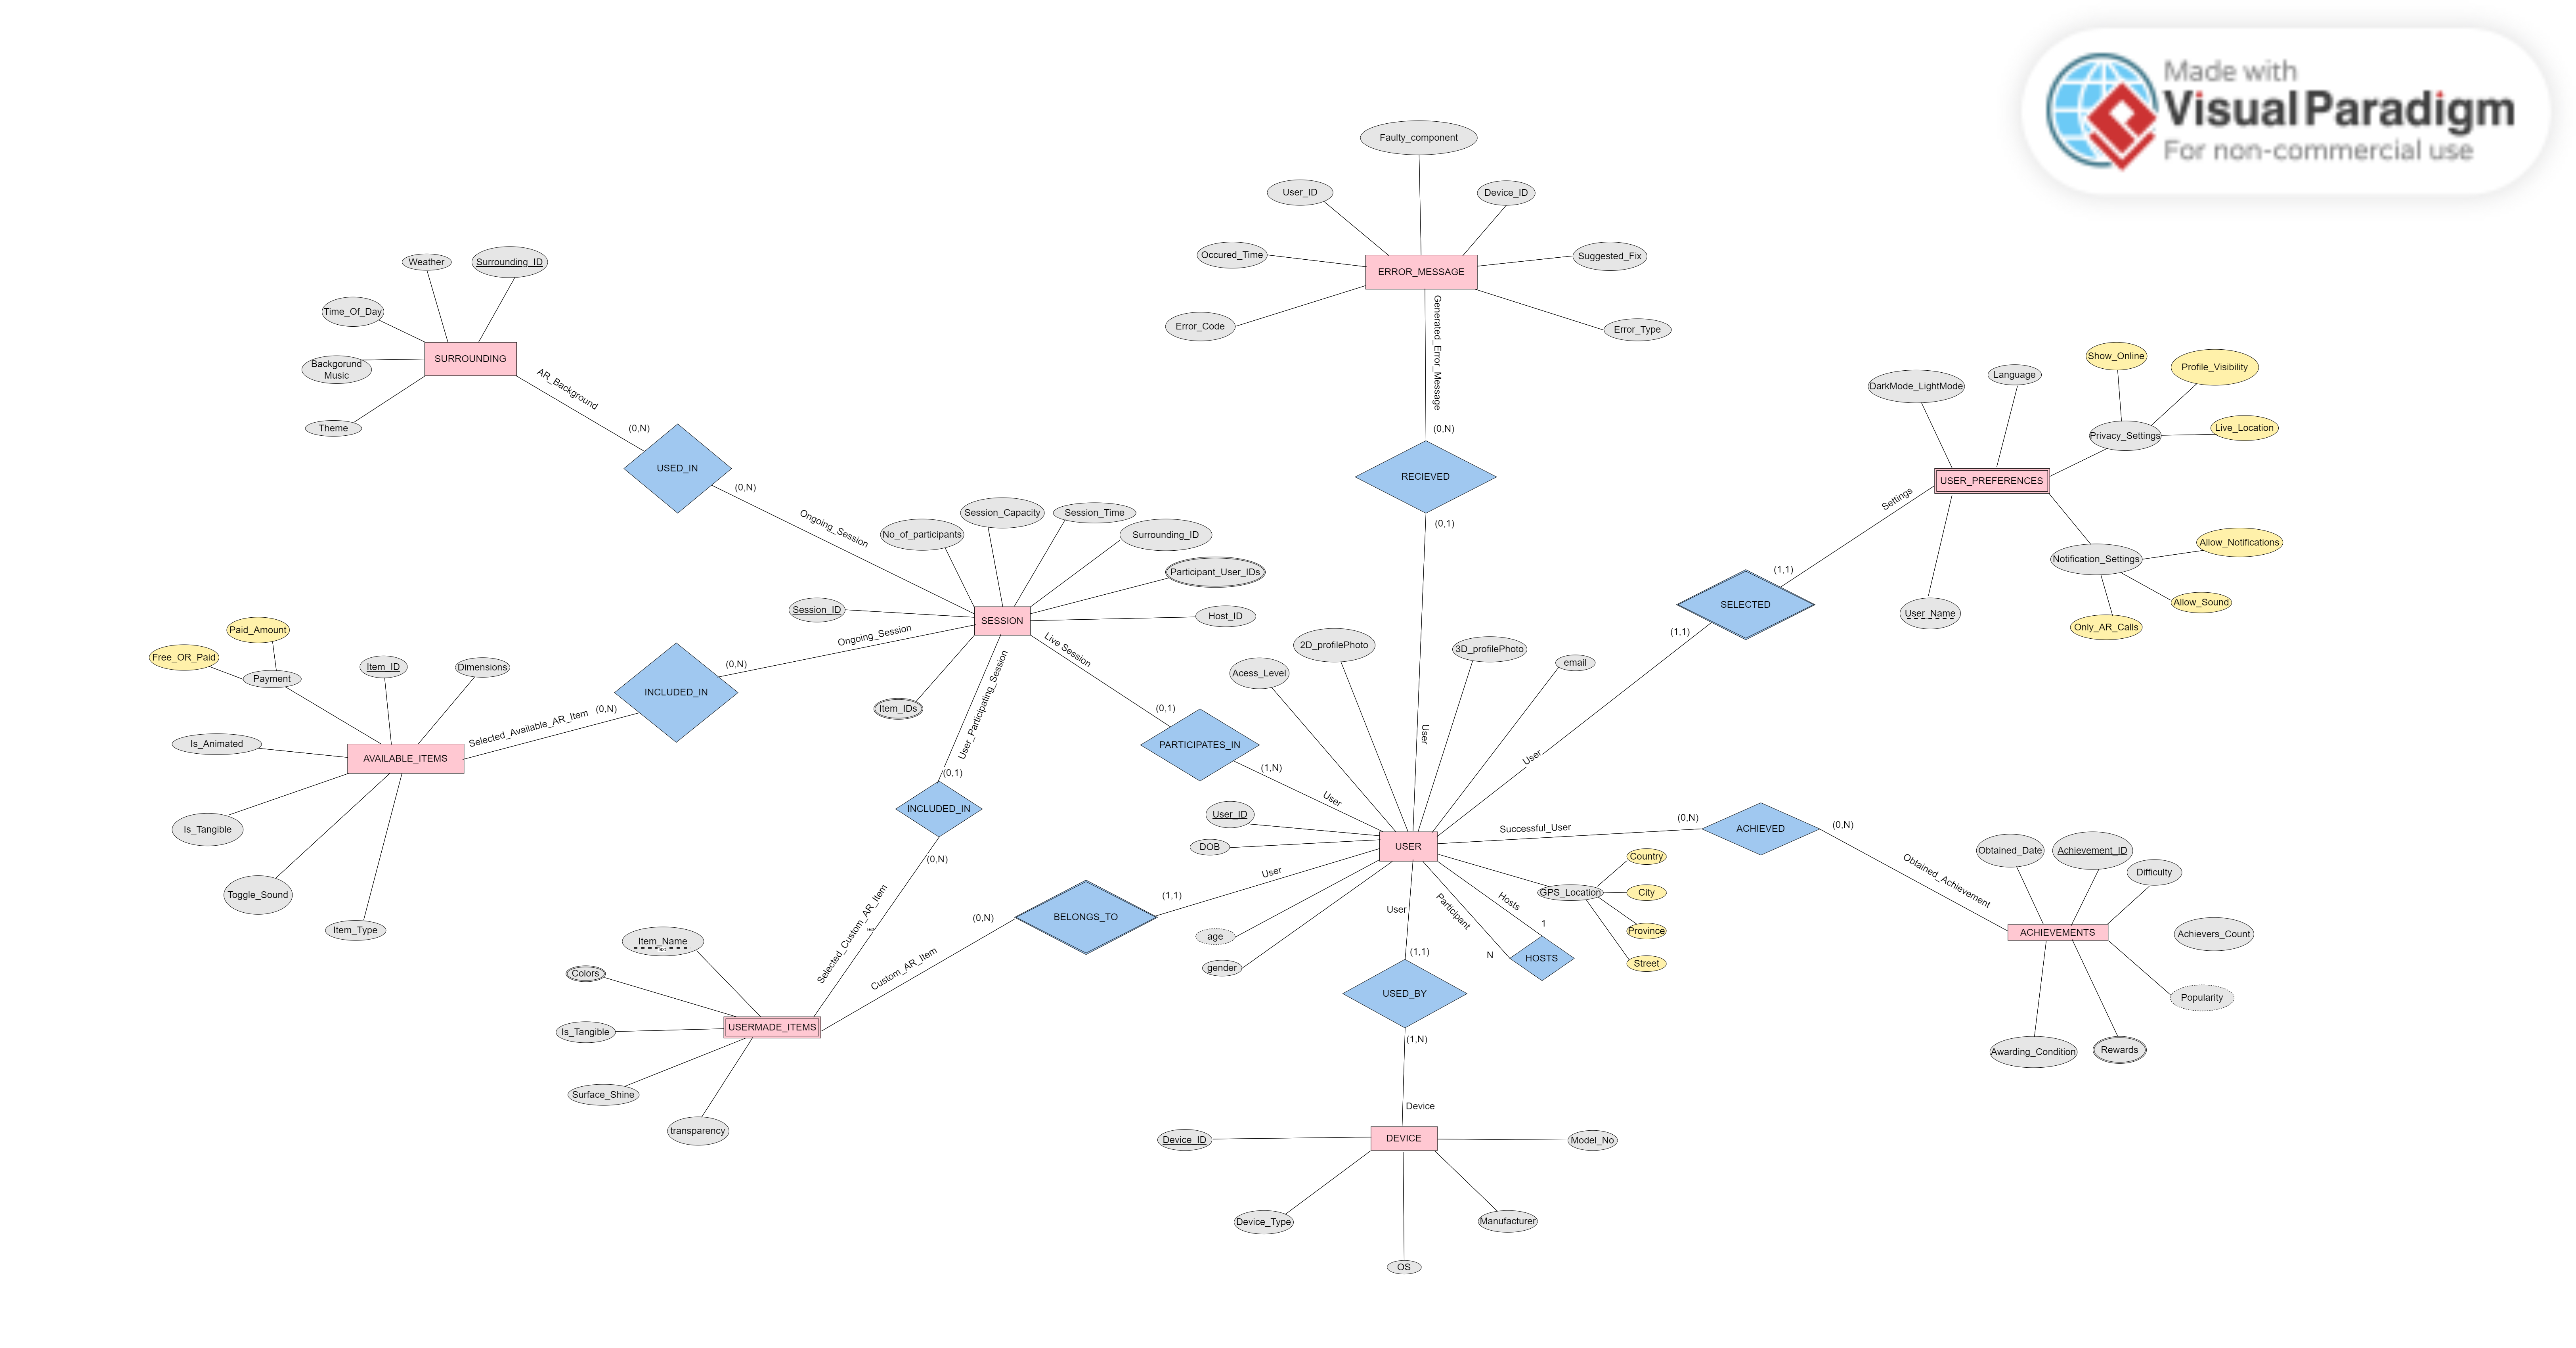 Made with
Visual Paradigm
For non-commercial use
Faulty_component
User_ID
Device_ID
Occured_Time
Suggested_Fix
ERROR_MESSAGE
Error_Code
Error_Type
Generated_Error_Message
(0,N)
RECIEVED
(0,1)
User
Weather
Surrounding_ID
Time_Of_Day
SURROUNDING
Backgorund
Music
Theme
AR_Background
(0,N)
USED_IN
(0,N)
Ongoing_Session
Show_Online
Profile_Visibility
DarkMode_LightMode
Language
Live_Location
Privacy_Settings
USER_PREFERENCES
Settings
Allow_Notifications
Notification_Settings
Allow_Sound
Only_AR_Calls
User_Name
(1,1)
SELECTED
(1,1)
User
Session_Capacity
Session_Time
No_of_participants
Surrounding_ID
Participant_User_IDs
Session_ID
SESSION
Host_ID
Item_IDs
Ongoing_Session
(0,N)
INCLUDED_IN
(0,N)
Selected_Available_AR_Item
Live Session
(0,1)
PARTICIPATES_IN
(1,N)
User
User_Participating_Session
(0,1)
INCLUDED_IN
(0,N)
Selected_Custom_AR_Item
Paid_Amount
Free_OR_Paid
Payment
Item_ID
Dimensions
Is_Animated
AVAILABLE_ITEMS
Is_Tangible
Toggle_Sound
Item_Type
2D_profilePhoto
3D_profilePhoto
email
Acess_Level
User_ID
DOB
USER
age
gender
GPS_Location
Country
City
Province
Street
Successful_User
(0,N)
ACHIEVED
(0,N)
Obtained_Achievement
Obtained_Date
Achievement_ID
Difficulty
ACHIEVEMENTS
Achievers_Count
Popularity
Awarding_Condition
Rewards
Hosts
1
Participant
N
HOSTS
User
(1,1)
BELONGS_TO
(0,N)
Custom_AR_Item
Item_Name
Colors
USERMADE_ITEMS
Is_Tangible
Surface_Shine
transparency
User
(1,1)
USED_BY
(1,N)
Device
Device_ID
DEVICE
Model_No
Device_Type
Manufacturer
OS